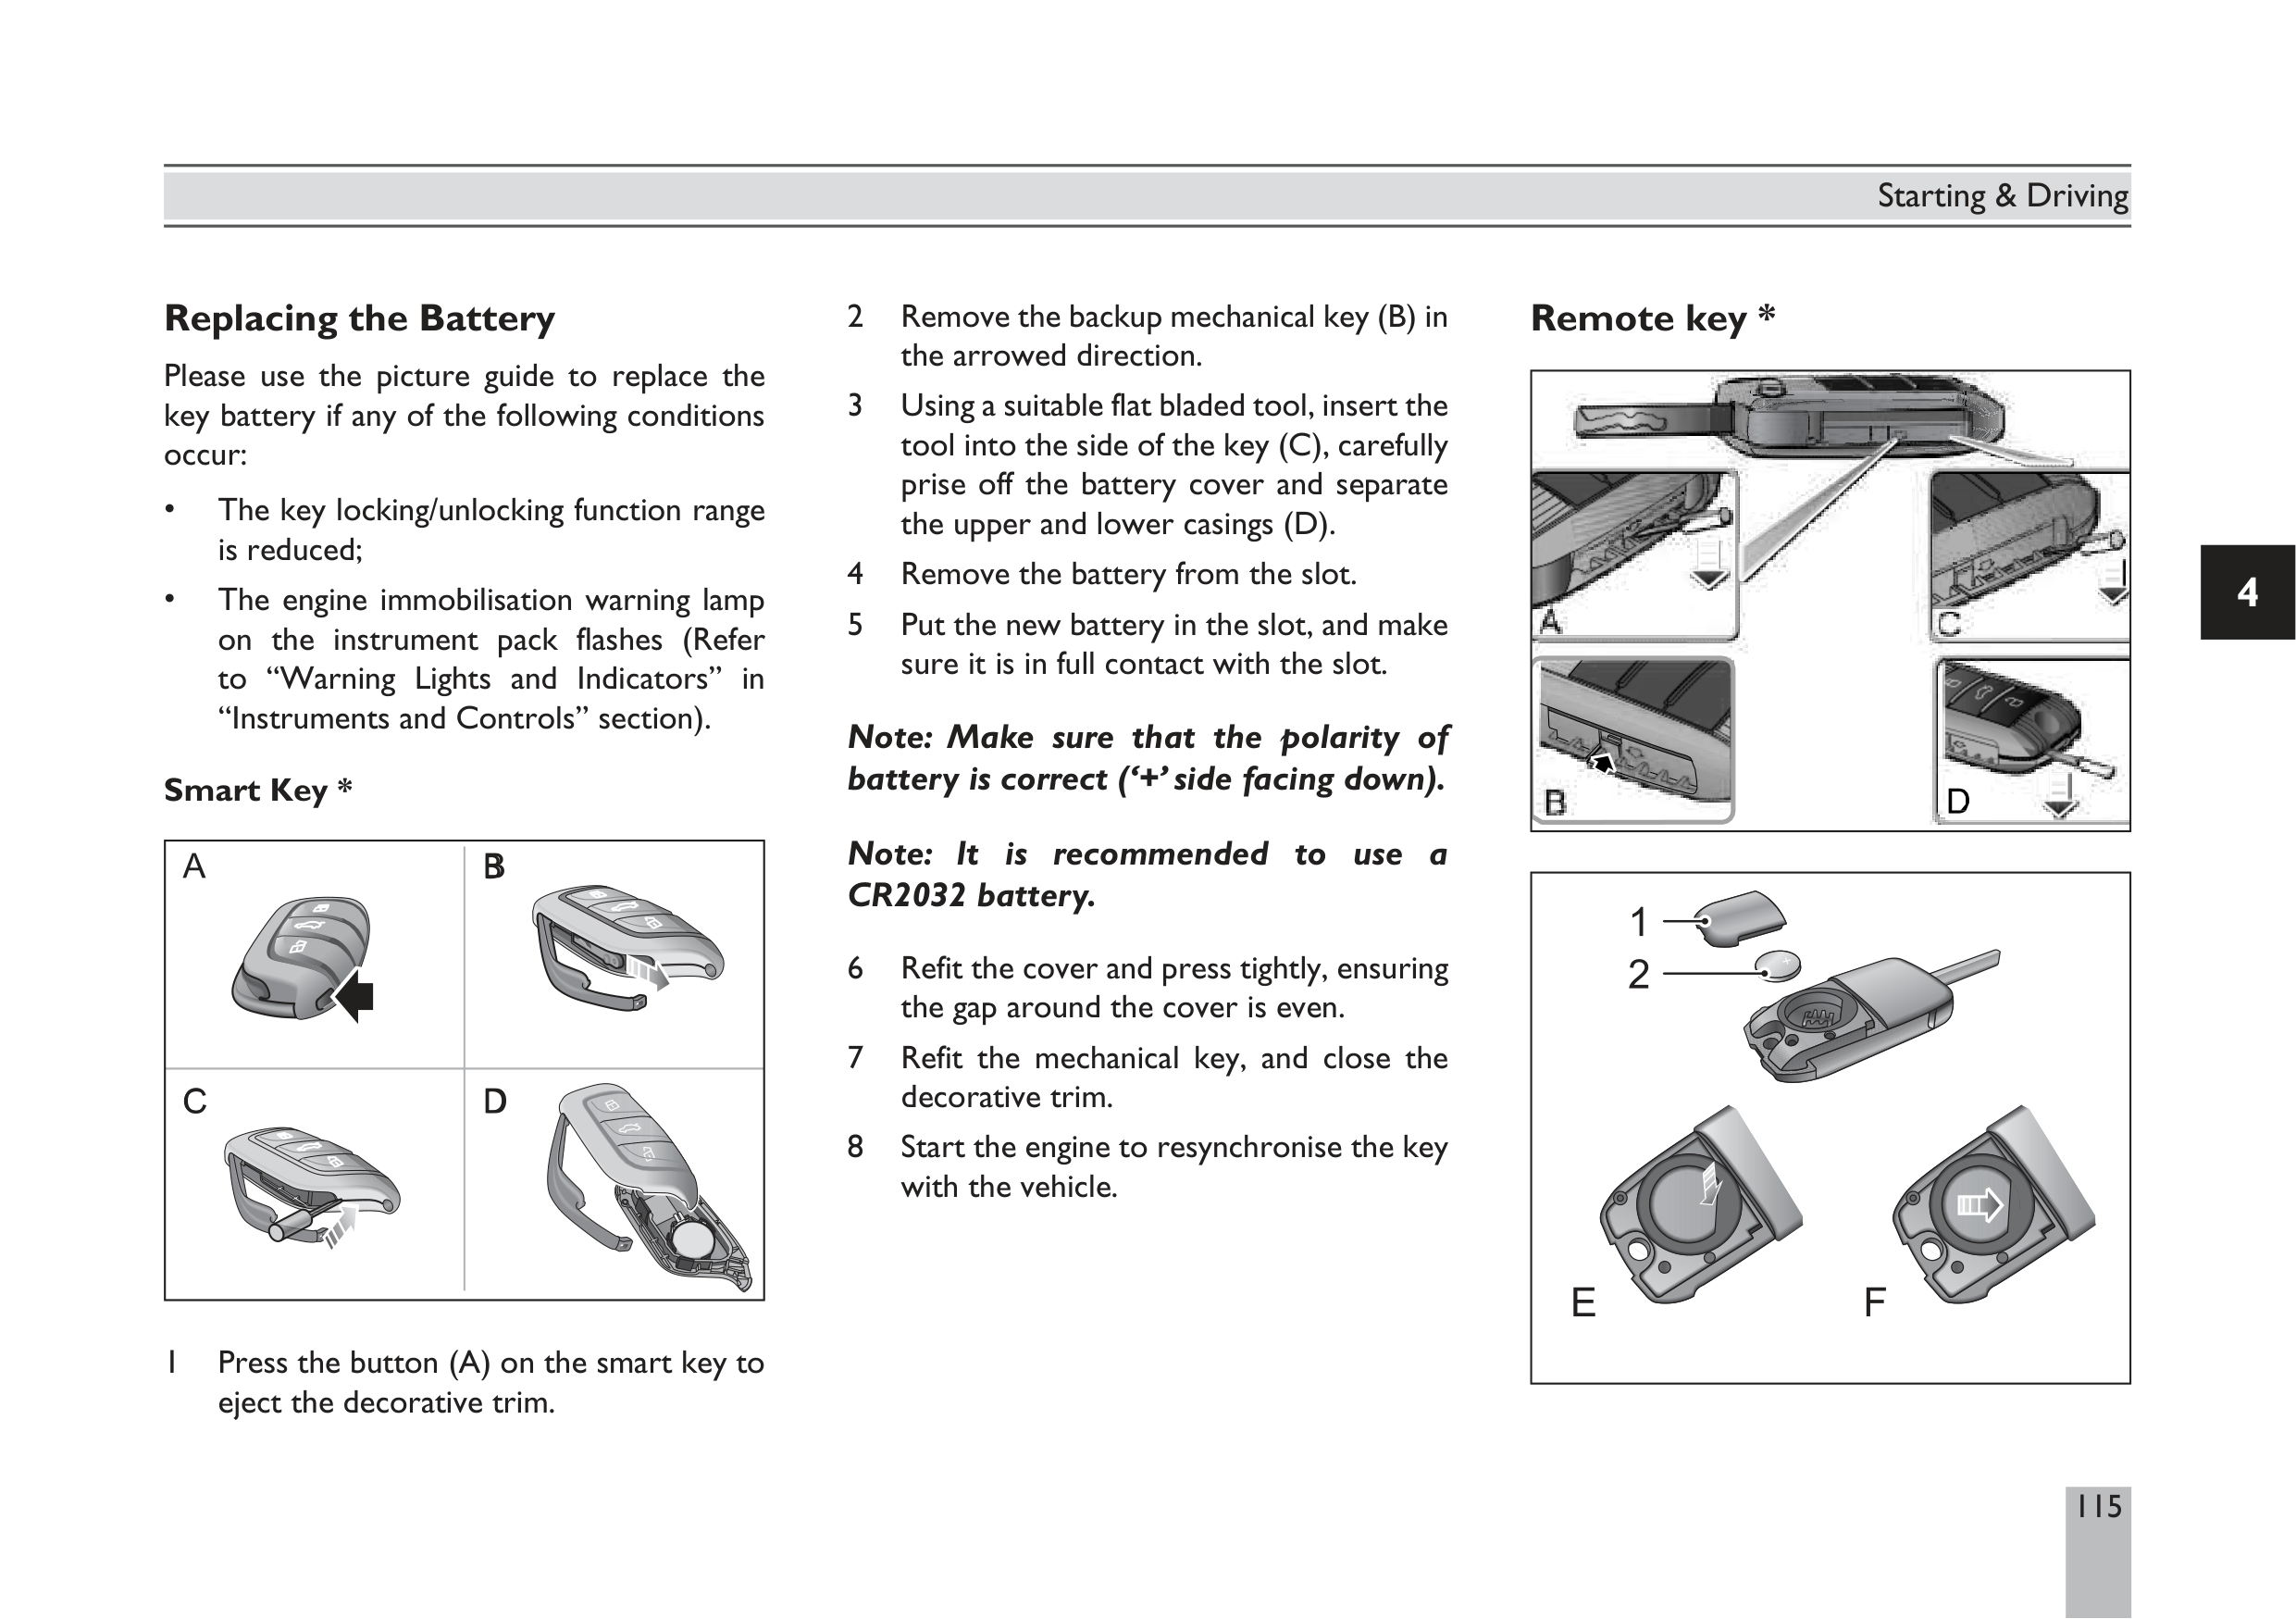 Starting & Driving
Replacing the Battery
Please use the picture guide to replace the
key battery if any of the following conditions
occur:
• The key locking/unlocking function range
is reduced;
• The engine immobilisation warning lamp
on the instrument pack flashes (Refer
to “Warning Lights and Indicators” in
“Instruments and Controls” section).
Smart Key *
A
B
C
D
1 Press the button (A) on the smart key to
eject the decorative trim.
2 Remove the backup mechanical key (B) in
the arrowed direction.
3 Using a suitable flat bladed tool, insert the
tool into the side of the key (C), carefully
prise off the battery cover and separate
the upper and lower casings (D).
4 Remove the battery from the slot.
5 Put the new battery in the slot, and make
sure it is in full contact with the slot.
Note: Make sure that the polarity of
battery is correct (‘+’ side facing down).
Note: It is recommended to use a
CR2032 battery.
6 Refit the cover and press tightly, ensuring
the gap around the cover is even.
7 Refit the mechanical key, and close the
decorative trim.
8 Start the engine to resynchronise the key
with the vehicle.
Remote key *
A
C
B
D
1
2
E
F
4
115